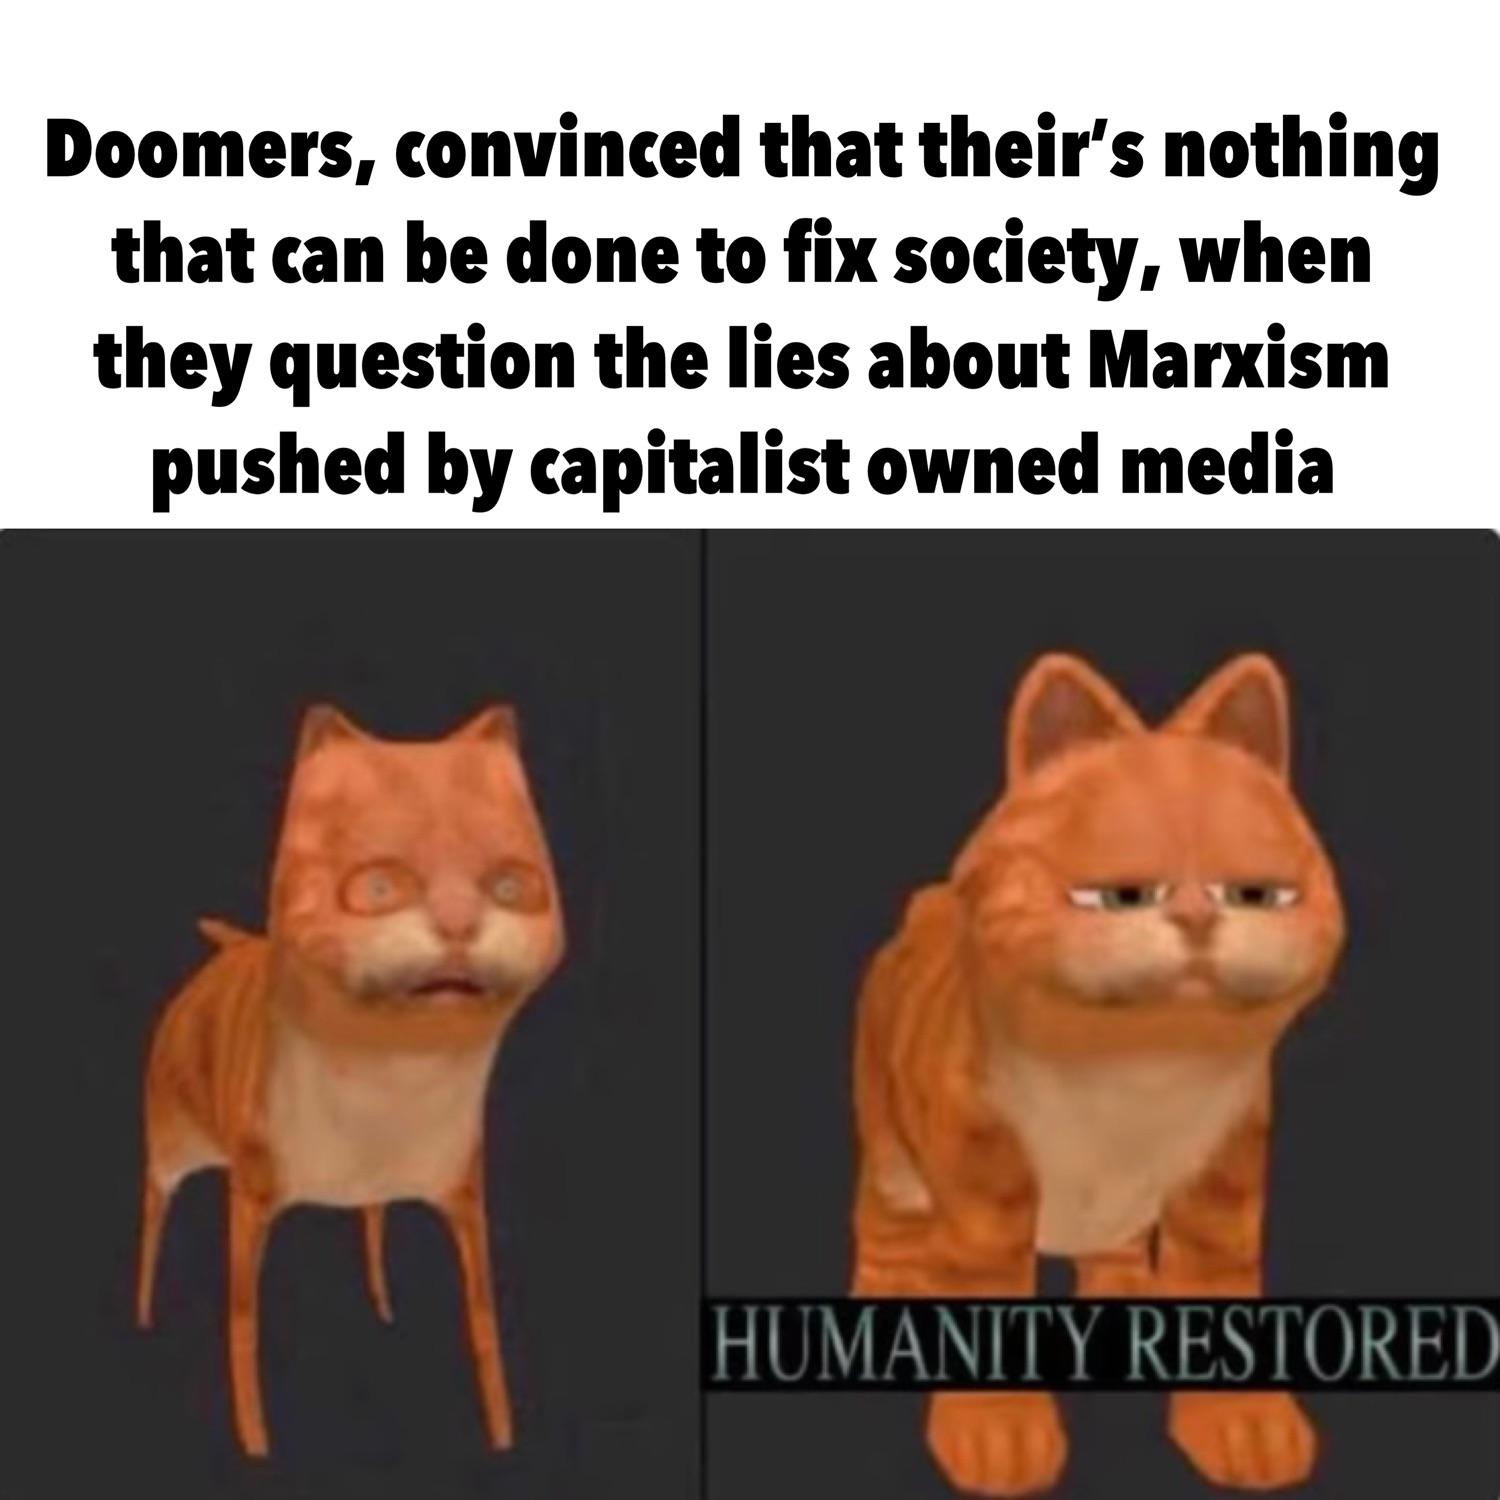 Doomers, convinced that their’s nothing
that can be done to fix society, when
they question the lies about Marxism
pushed by capitalist owned media
HUMANITY RESTORED